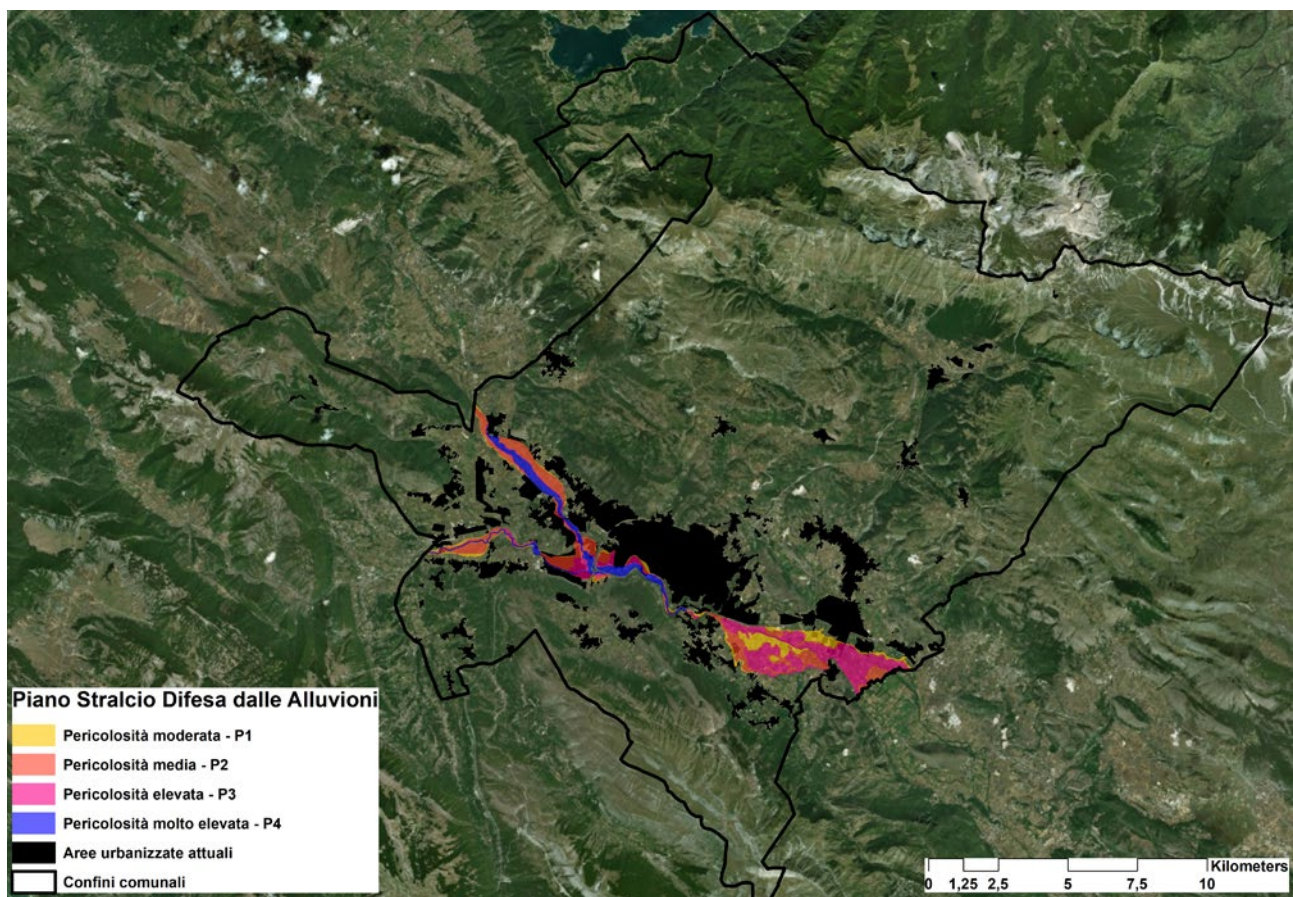 Piano Stralcio Difesa dalle Alluvioni
Pericolosità moderata - P1
Pericolosità media - P2
Pericolosità elevata - P3
Pericolosità molto elevata - P4
Aree urbanizzate attuali
Confini comunali
Kilometers
0 1,25 2,5 5 7,5 10